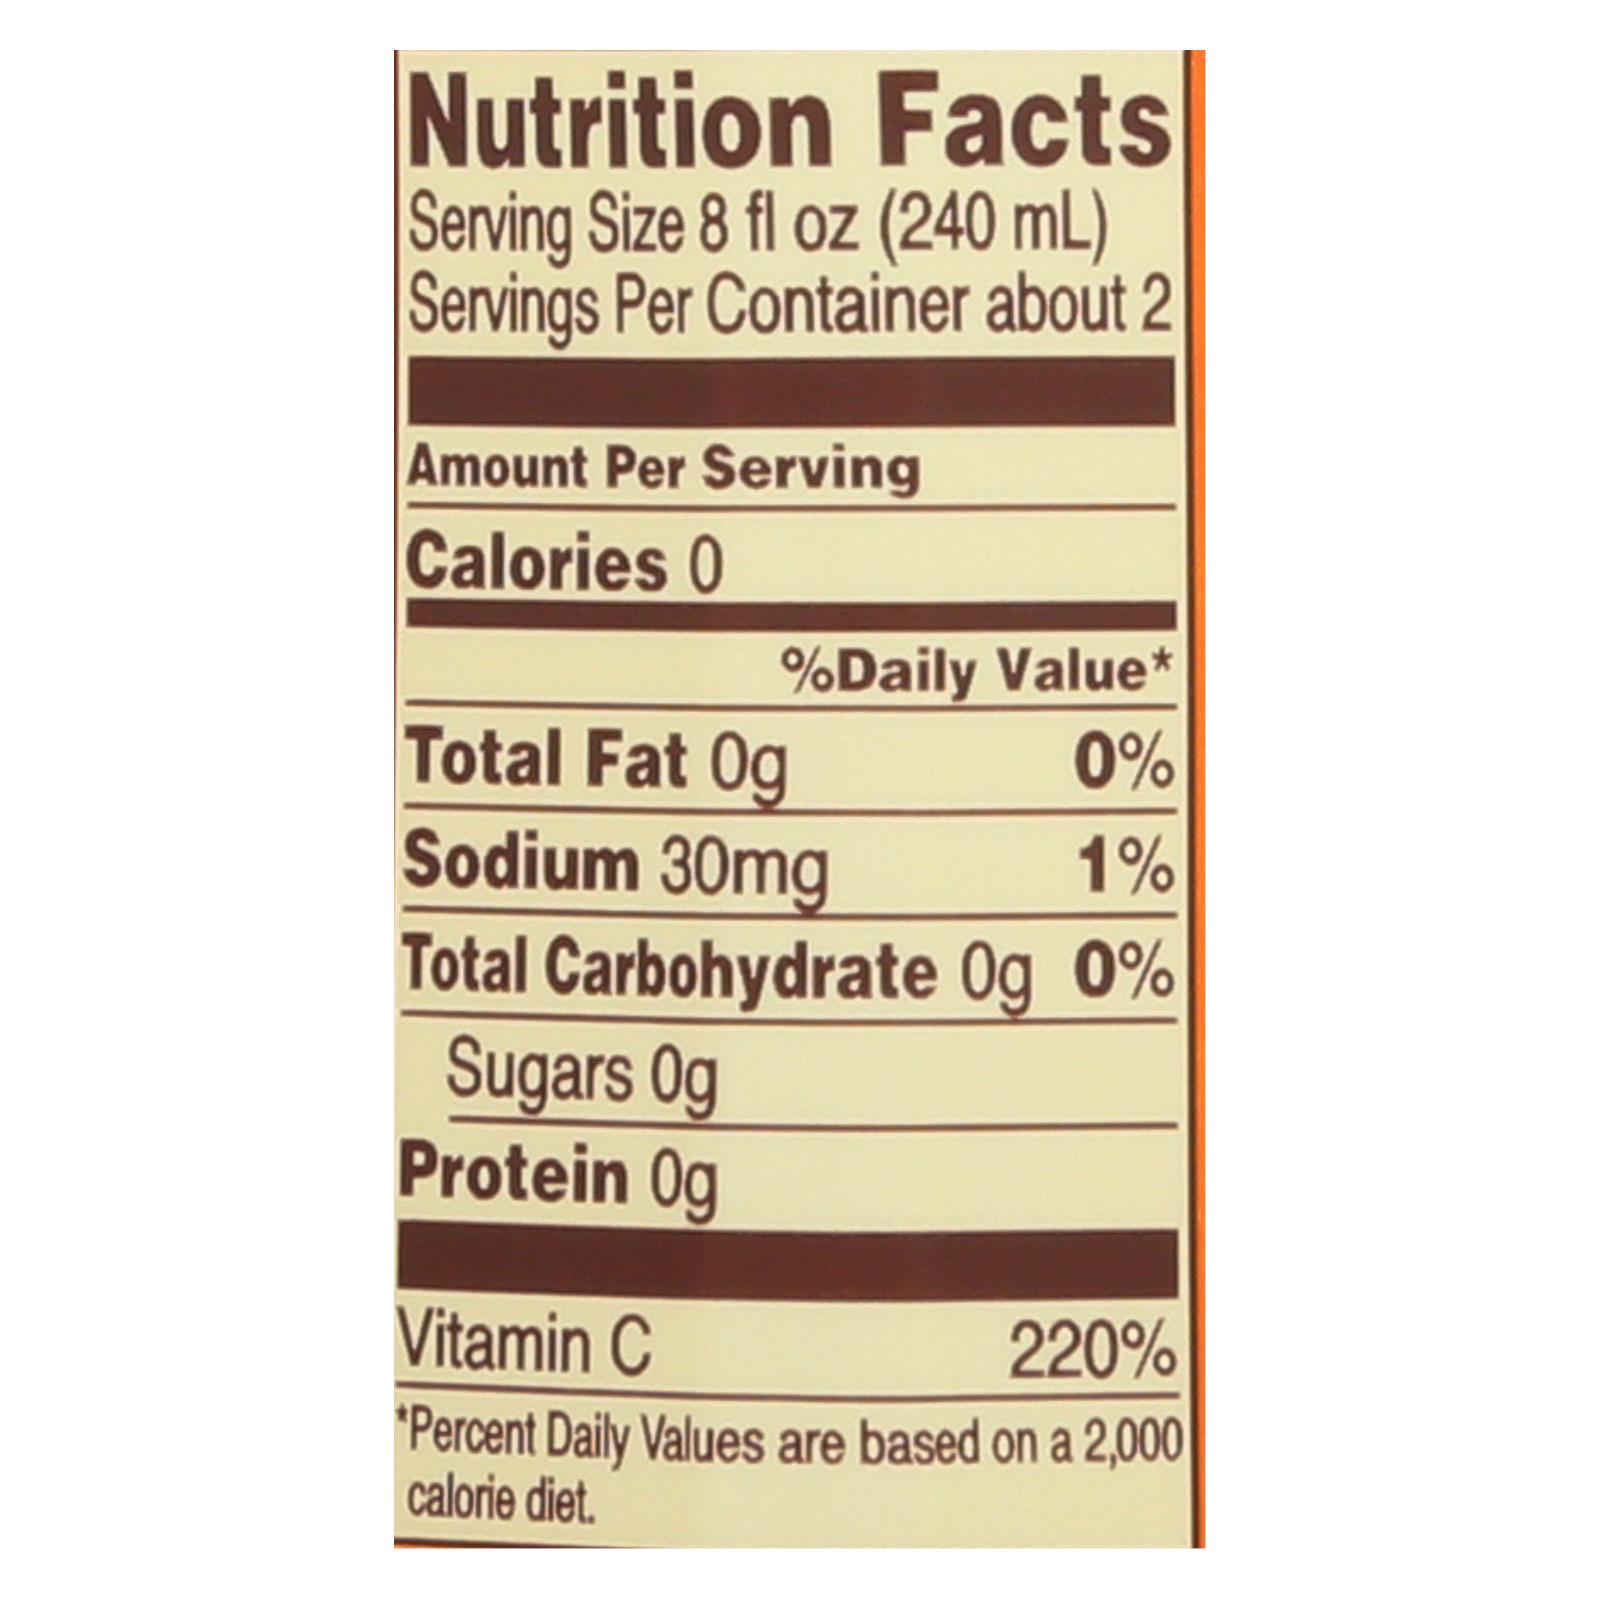 Nutrition Facts
Serving Size 8 fl oz (240 mL)
Servings Per Container about 2
Amount Per Serving
Calories 0
%Daily Value*
Total Fat 0g 0%
Sodium 30mg 1%
Total Carbohydrate 0g 0%
Sugars 0g
Protein 0g
Vitamin C 220%
*Percent Daily Values are based on a 2,000
calorie diet.